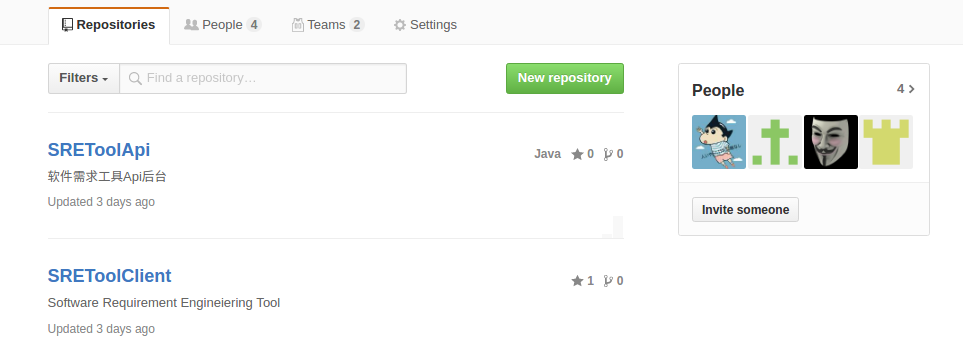 Repositories People 4 Teams 2 Settings
Filters Find a repository… New repository
People 4
SREToolApi Java 0 0
软件需求工具Api后台
Updated 3 days ago
Invite someone
SREToolClient 1 0
Software Requirement Engineiering Tool
Updated 3 days ago